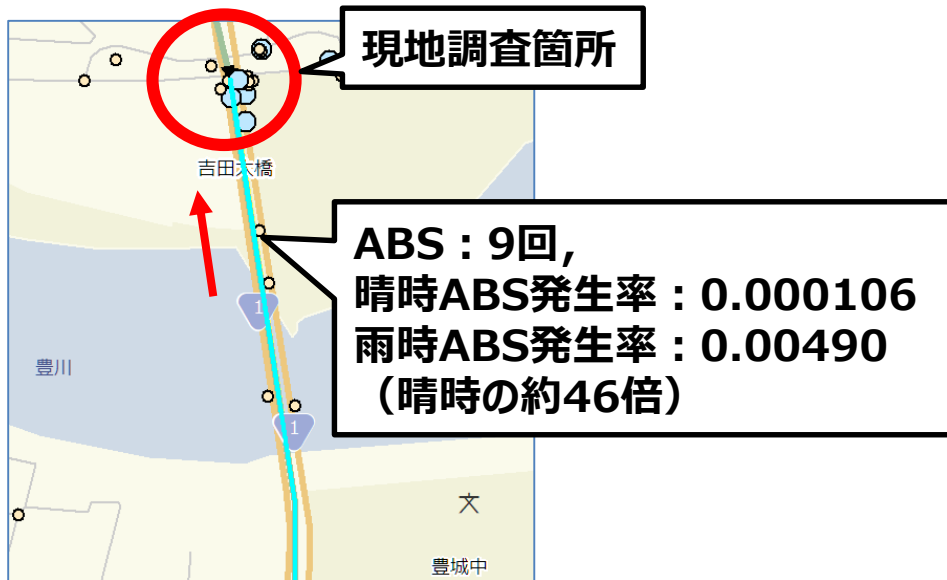 現地調査箇所
吉田大橋
ABS：9回,
晴時ABS発生率：0.000106
雨時ABS発生率：0.00490
（晴時の約46倍）
1
豊川
1
文
豊城中